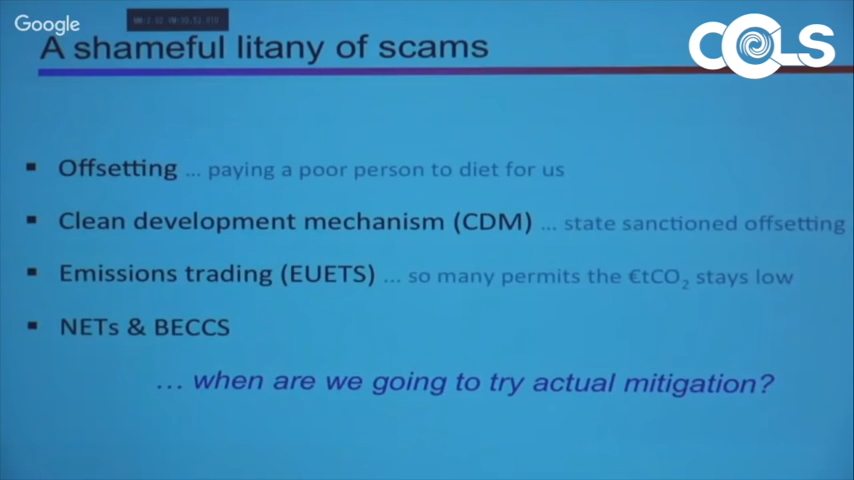 Google
CCLS
A shameful litany of scams
▪ Offsetting ... paying a poor person to diet for us
▪ Clean development mechanism (CDM) ... state sanctioned offsetting
▪ Emissions trading (EUETS) ... so many permits the €tCO₂ stays low
▪ NETs & BECCS
... when are we going to try actual mitigation?